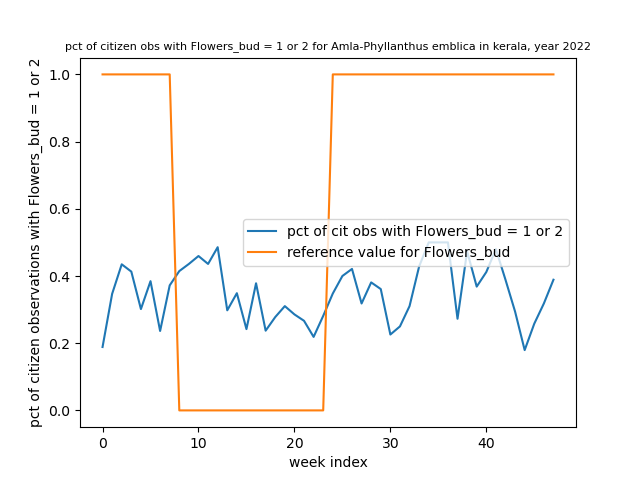 pct of citizen obs with Flowers_bud = 1 or 2 for Amla-Phyllanthus emblica in kerala, year 2022
pct of citizen observations with Flowers_bud = 1 or 2
1.0
0.8
0.6
0.4
0.2
0.0
pct of cit obs with Flowers_bud = 1 or 2
reference value for Flowers_bud
0 10 20 30 40
week index